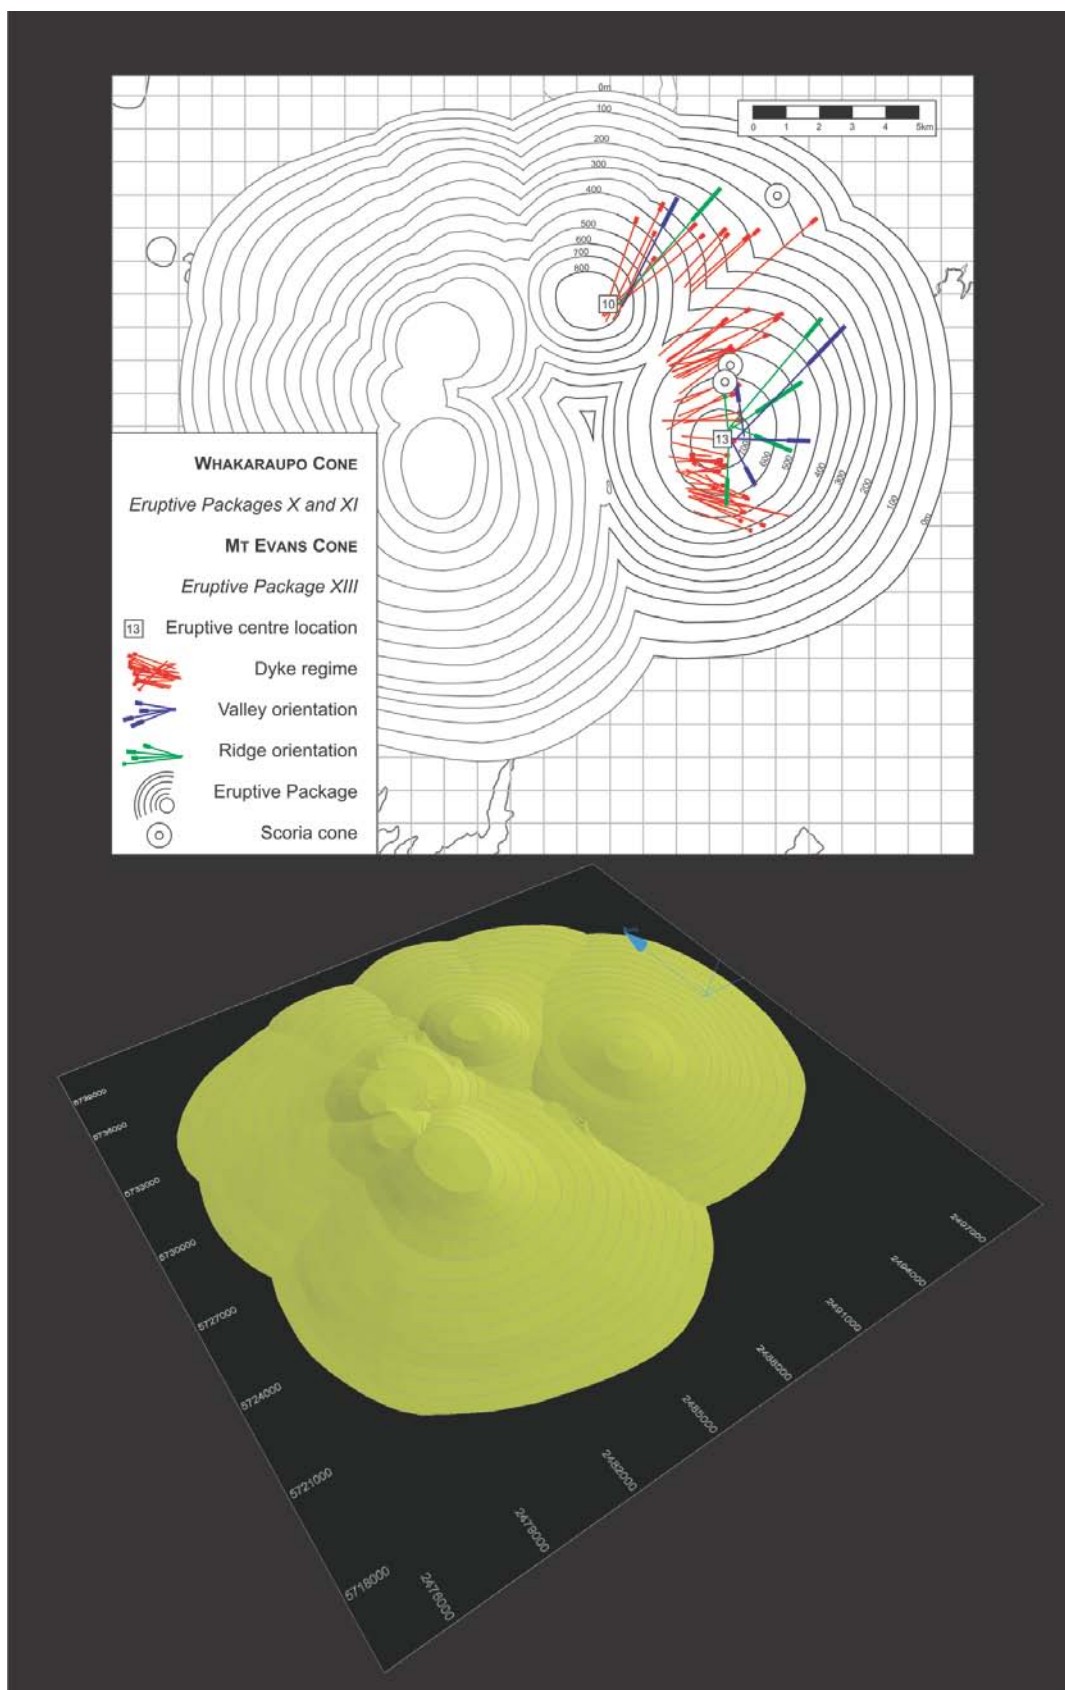 0m
100
200
300
400
500
600
700
800
0 1 2 3 4 5km
10
13
700
600
500
400
300
200
100
0m
WHAKARAUPO CONE
Eruptive Packages X and XI
MT EVANS CONE
Eruptive Package XIII
13 Eruptive centre location
Dyke regime
Valley orientation
Ridge orientation
Eruptive Package
Scoria cone
5739000
5736000
5733000
5730000
5727000
5724000
5721000
5718000
2476000
2479000
2482000
2485000
2488000
2491000
2494000
2497000